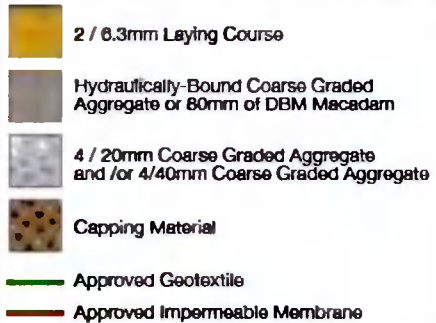 2 / 6.3mm Laying Course
Hydraulically-Bound Coarse Graded
Aggregate or 80mm of DBM Macadam
4 / 20mm Coarse Graded Aggregate
and /or 4/40mm Coarse Graded Aggregate
Capping Material
Approved Geotextile
Approved Impermeable Membrane